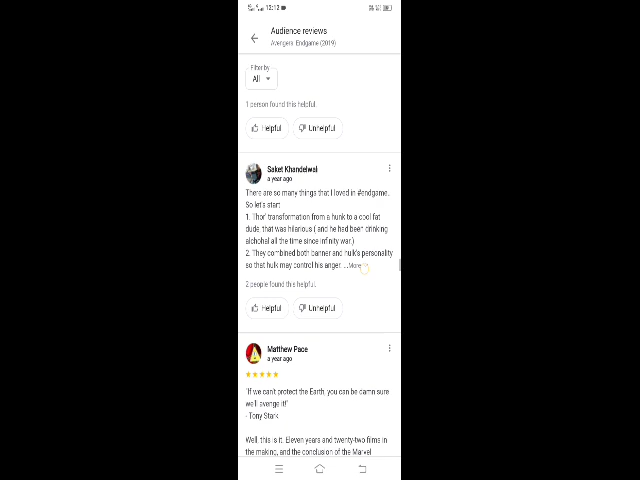 12:12
Audience reviews
Avengers: Endgame (2019)
Filter by
All
1 person found this helpful.
Helpful
Unhelpful
Saket Khandelwal
a year ago
There are so many things that I loved in #endgame.
So let's start
1. Thor' transformation from a hunk to a cool fat
dude, that was hilarious ( and he had been drinking
alchohal all the time since infinity war.)
2. They combined both banner and hulk's personality
so that hulk may control his anger. ...More
2 people found this helpful.
Helpful
Unhelpful
Matthew Pace
a year ago
"If we can't protect the Earth, you can be damn sure
we'll avenge it!"
- Tony Stark
Well, this is it. Eleven years and twenty-two films in
the making, and the conclusion of the Marvel